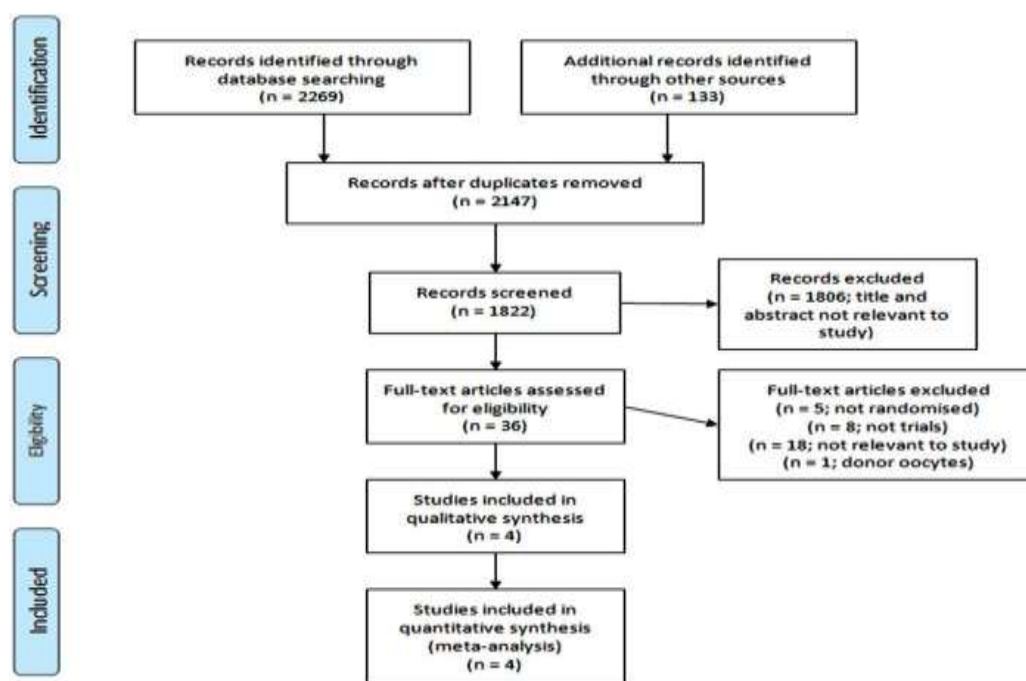 Identification
Records identified through
database searching
(n = 2269)
Additional records identified
through other sources
(n = 133)
Records after duplicates removed
(n = 2147)
Screening
Records screened
(n = 1822)
Records excluded
(n = 1806; title and
abstract not relevant to
study)
Eligibility
Full-text articles assessed
for eligibility
(n = 36)
Full-text articles excluded
(n = 5; not randomised)
(n = 8; not trials)
(n = 18; not relevant to study)
(n = 1; donor oocytes)
Studies included in
qualitative synthesis
(n = 4)
Included
Studies included in
quantitative synthesis
(meta-analysis)
(n = 4)